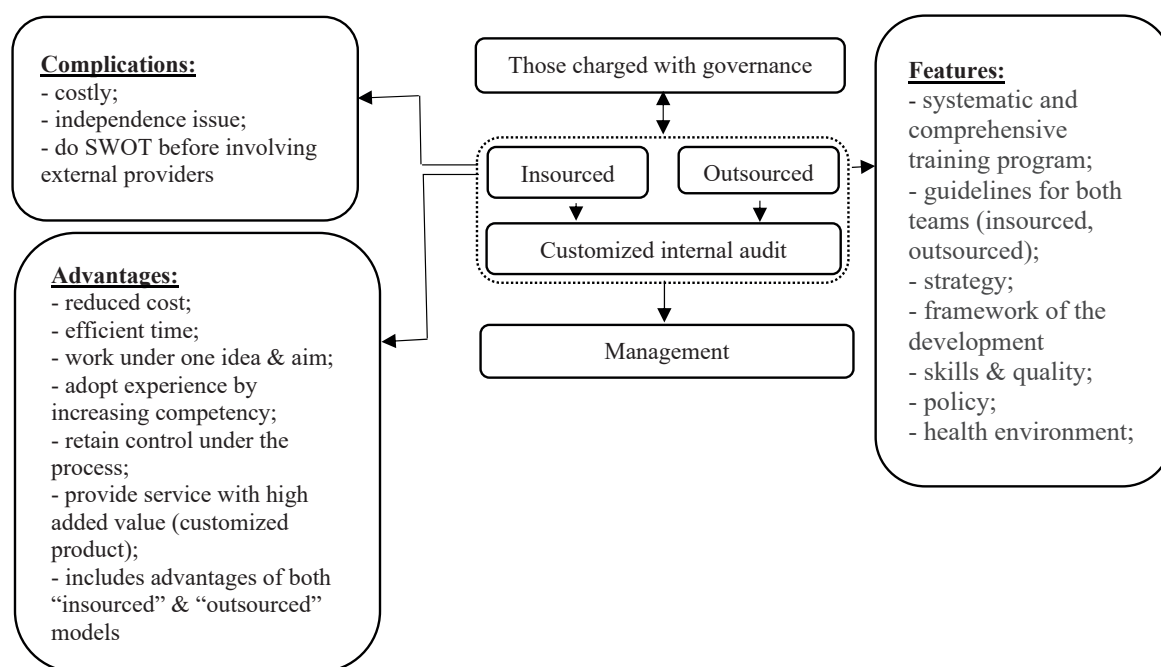 Complications:
- costly;
- independence issue;
- do SWOT before involving
external providers
Advantages:
- reduced cost;
- efficient time;
- work under one idea & aim;
- adopt experience by
increasing competency;
- retain control under the
process;
- provide service with high
added value (customized
product);
- includes advantages of both
“insourced” & “outsourced”
models
Those charged with governance
Insourced
Outsourced
Customized internal audit
Management
Features:
- systematic and
comprehensive
training program;
- guidelines for both
teams (insourced,
outsourced);
- strategy;
- framework of the
development
- skills & quality;
- policy;
- health environment;